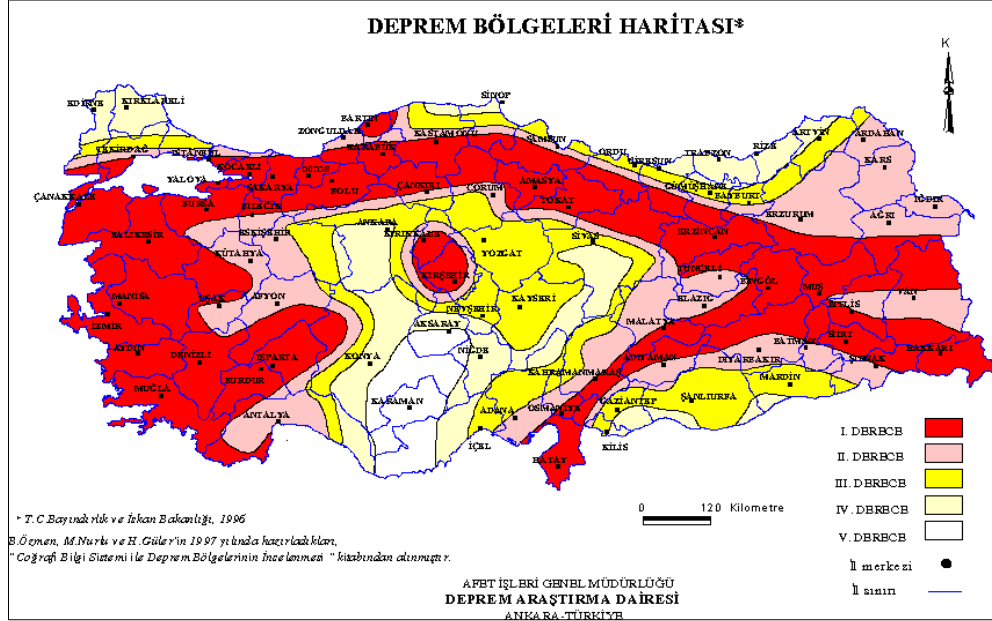 DEPREM BÖLGELERİ HARİTASI*
K
EDİRNE
KIRKLARELİ
TEKİRDAĞ
İSTANBUL
ÇANAKKALE
YALOVA
KOCAELİ
SAKARYA
DÜZCE
BOLU
ZONGULDAK
BARTIN
KARABÜK
KASTAMONU
SİNOP
SAMSUN
ORDU
GİRESUN
TRABZON
RİZE
ARTVİN
ARDAHAN
KARS
IĞDIR
AĞRI
ERZURUM
BAYBURT
GÜMÜŞHANE
BURSA
BİLECİK
ÇANKIRI
ÇORUM
AMASYA
TOKAT
BALIKESİR
ESKİŞEHİR
KÜTAHYA
ANKARA
KIRIKKALE
YOZGAT
SİVAS
ERZİNCAN
TUNCELİ
BİNGÖL
MUŞ
BİTLİS
VAN
KIRŞEHİR
NEVŞEHİR
KAYSERİ
ELAZIĞ
MALATYA
MANİSA
UŞAK
AFYON
AKSARAY
İZMİR
AYDIN
DENİZLİ
ISPARTA
BURDUR
KONYA
NİĞDE
KAHRAMANMARAŞ
ADIYAMAN
DİYARBAKIR
BATMAN
SİİRT
ŞIRNAK
HAKKARİ
MARDİN
ŞANLIURFA
GAZİANTEP
MUĞLA
ANTALYA
KARAMAN
ADANA
OSMANİYE
İÇEL
KİLİS
HATAY
I. DERECE
II. DERECE
III. DERECE
IV. DERECE
V. DERECE
İl merkezi
İl sınırı
0 120 Kilometre
* T.C.Bayındırlık ve İskan Bakanlığı, 1996
B.Özmen, M.Nurlu ve H.Güler'in 1997 yılında hazırladıkları,
" Coğrafi Bilgi Sistemi ile Deprem Bölgelerinin İncelenmesi " kitabından alınmıştır.
AFET İŞLERİ GENEL MÜDÜRLÜĞÜ
DEPREM ARAŞTIRMA DAİRESİ
ANKARA-TÜRKİYE